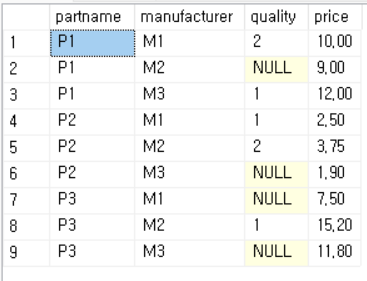 partname manufacturer quality price
1 P1 M1 2 10,00
2 P1 M2 NULL 9,00
3 P1 M3 1 12,00
4 P2 M1 1 2,50
5 P2 M2 2 3,75
6 P2 M3 NULL 1,90
7 P3 M1 NULL 7,50
8 P3 M2 1 15,20
9 P3 M3 NULL 11,80